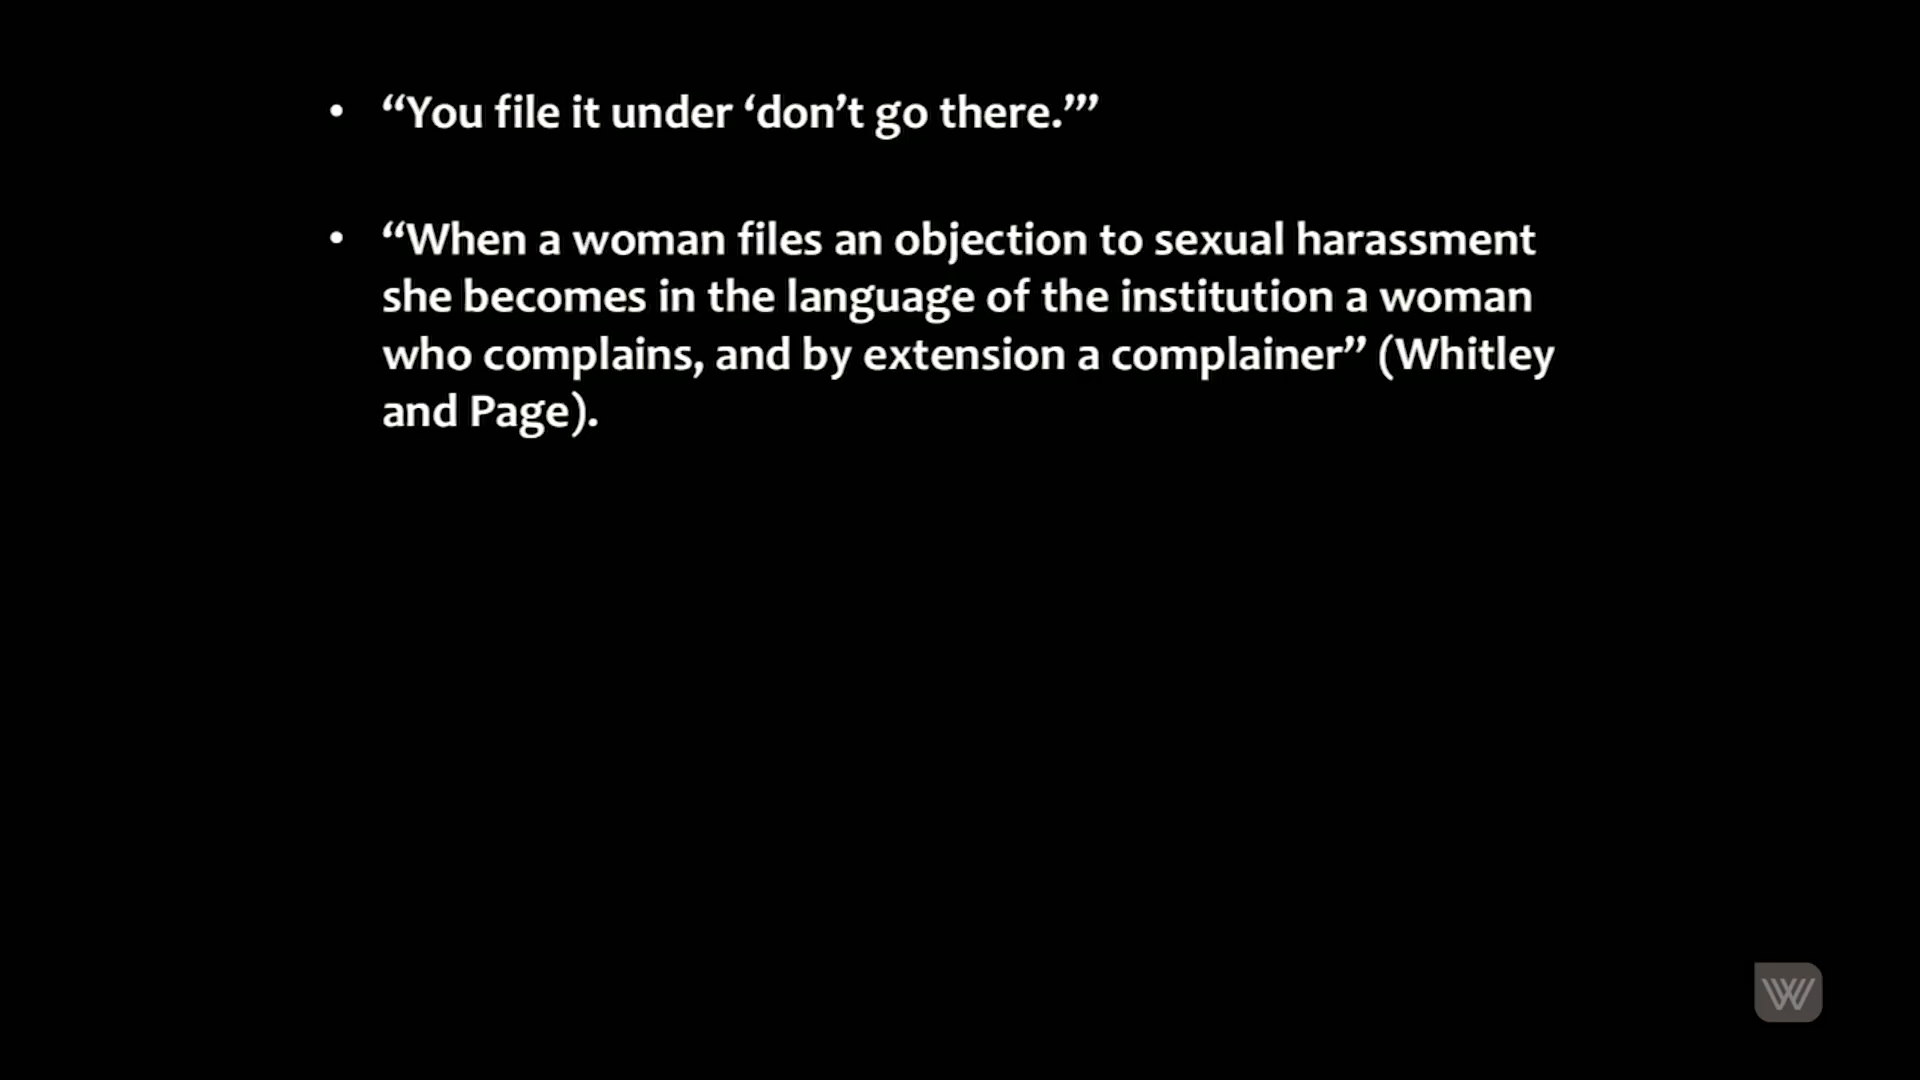 • “You file it under ‘don’t go there.’”
• “When a woman files an objection to sexual harassment
she becomes in the language of the institution a woman
who complains, and by extension a complainer” (Whitley
and Page).
W